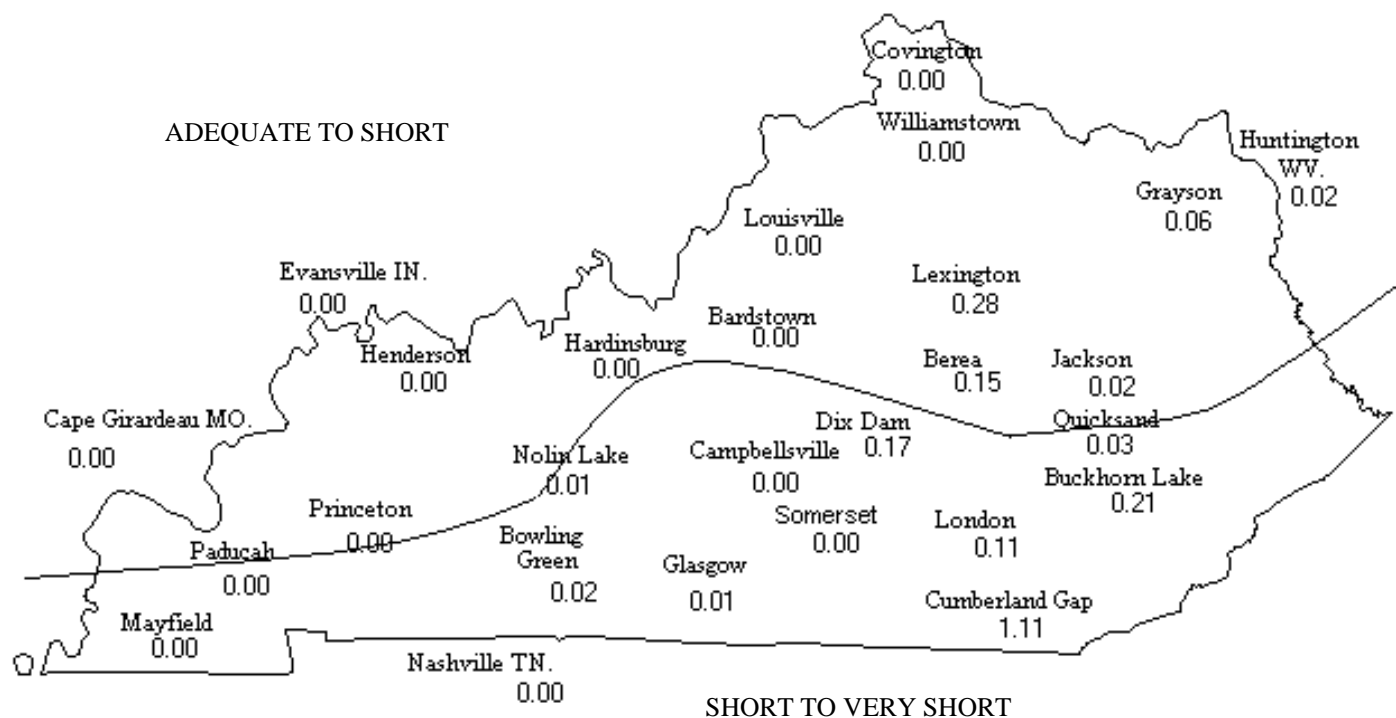 Covington
0.00
ADEQUATE TO SHORT
Williamstown
0.00
Huntington
WV.
0.02
Grayson
0.06
Louisville
0.00
Evansville IN.
0.00
Lexington
0.28
Bardstown
0.00
Henderson
0.00
Hardinsburg
0.00
Berea
0.15
Jackson
0.02
Cape Girardeau MO.
0.00
Dix Dam
0.17
Quicksand
0.03
Nolin Lake
0.01
Campbellsville
0.00
Buckhorn Lake
0.21
Princeton
0.00
Somerset
0.00
London
0.11
Paducah
0.00
Bowling
Green
0.02
Glasgow
0.01
Cumberland Gap
1.11
Mayfield
0.00
Nashville TN.
0.00
SHORT TO VERY SHORT